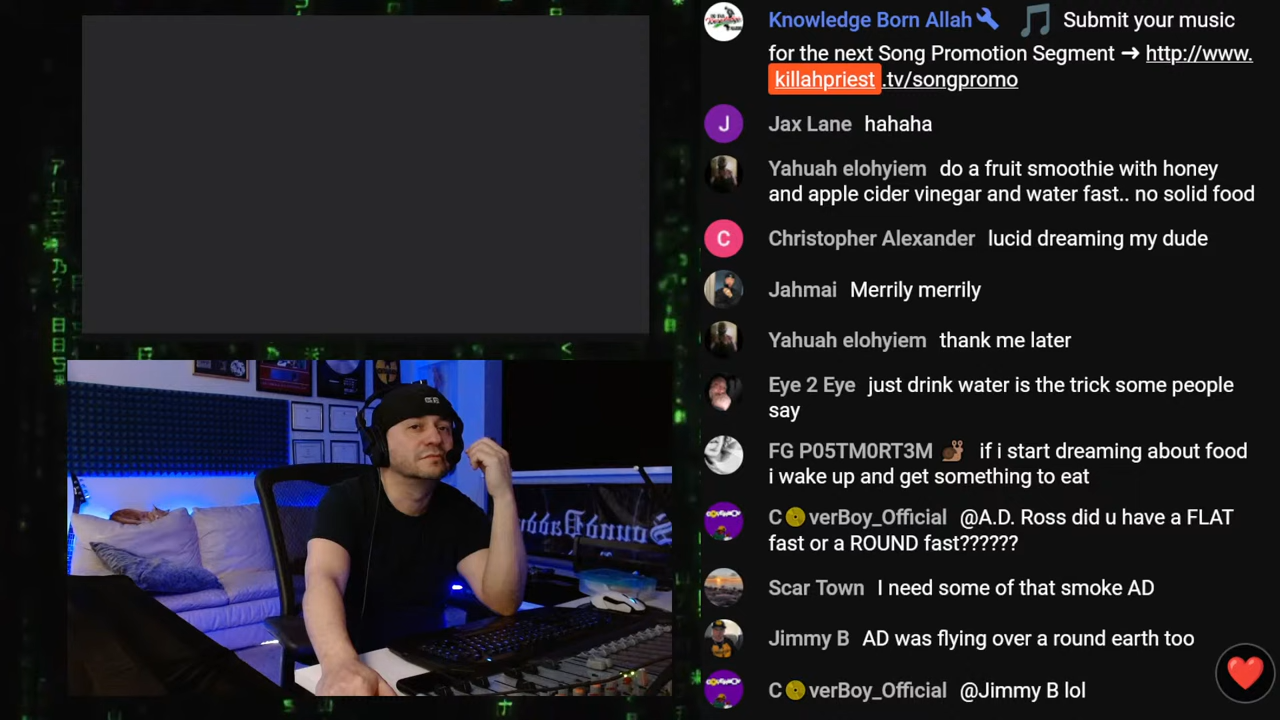 Knowledge Born Allah 🔧 🎵 Submit your music
for the next Song Promotion Segment ➜ http://www.
killahpriest.tv/songpromo
J Jax Lane hahaha
Yahuah elohyiem do a fruit smoothie with honey
and apple cider vinegar and water fast.. no solid food
C Christopher Alexander lucid dreaming my dude
Jahmai Merrily merrily
Yahuah elohyiem thank me later
Eye 2 Eye just drink water is the trick some people
say
FG P05TM0RT3M 🐌 if i start dreaming about food
i wake up and get something to eat
C📀verBoy_Official @A.D. Ross did u have a FLAT
fast or a ROUND fast??????
Scar Town I need some of that smoke AD
Jimmy B AD was flying over a round earth too
C📀verBoy_Official @Jimmy B lol
SoundDaddy